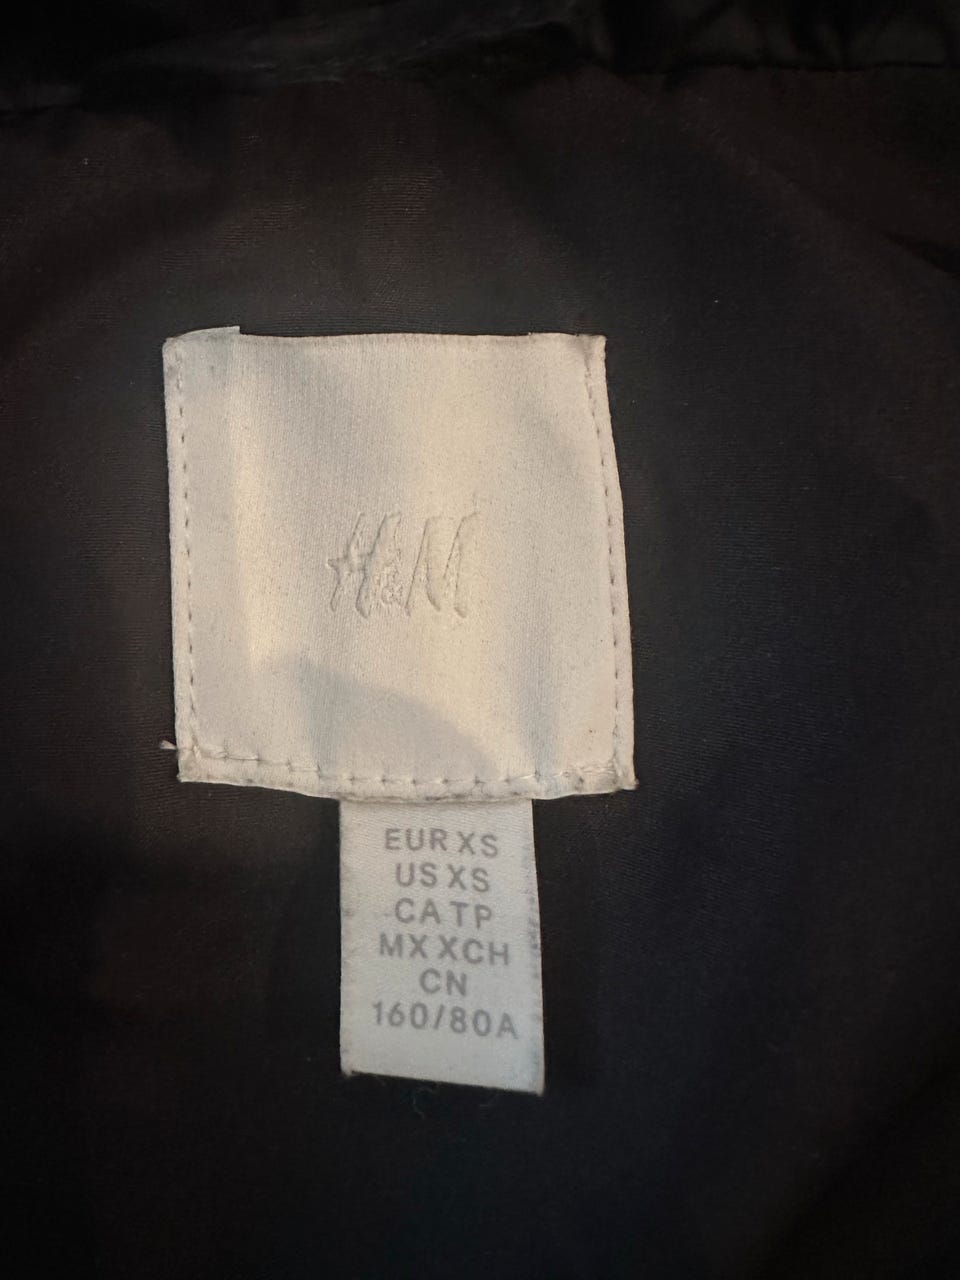 H&M
EUR XS
US XS
CA TP
MX XCH
CN
160/80A